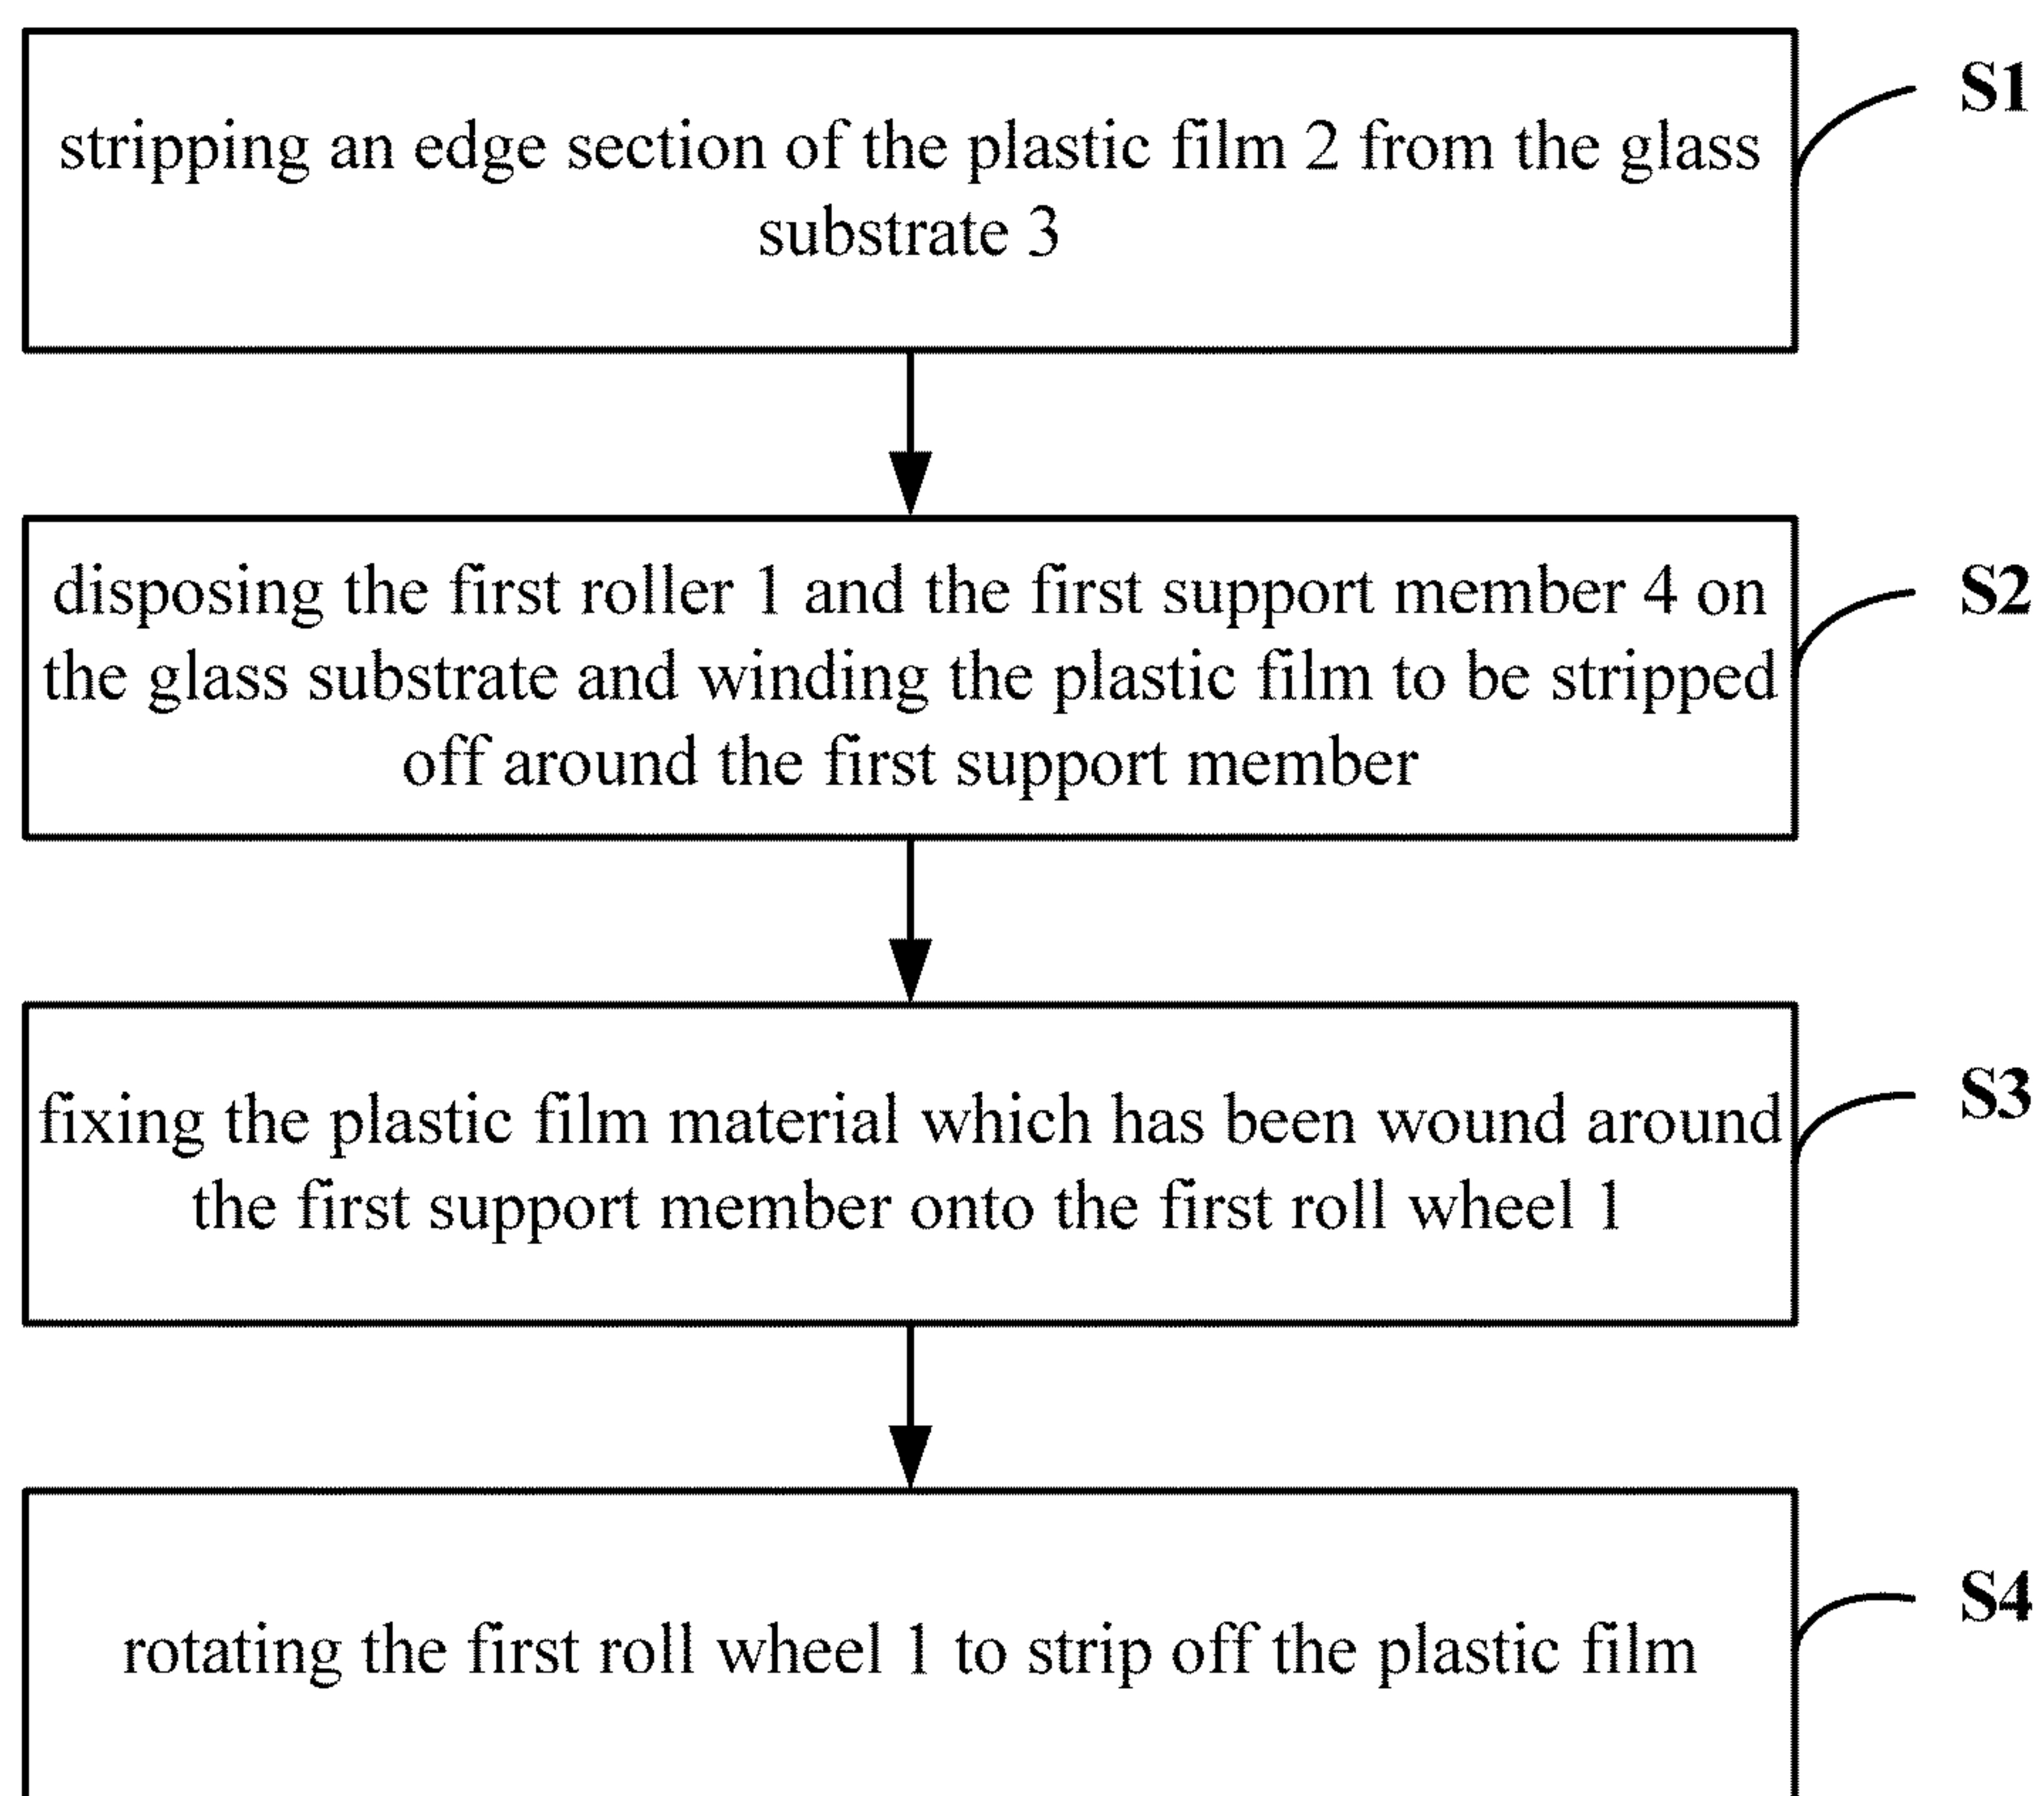 stripping an edge section of the plastic film 2 from the glass
substrate 3
S1
disposing the first roller 1 and the first support member 4 on
the glass substrate and winding the plastic film to be stripped
off around the first support member
S2
fixing the plastic film material which has been wound around
the first support member onto the first roll wheel 1
S3
rotating the first roll wheel 1 to strip off the plastic film
S4